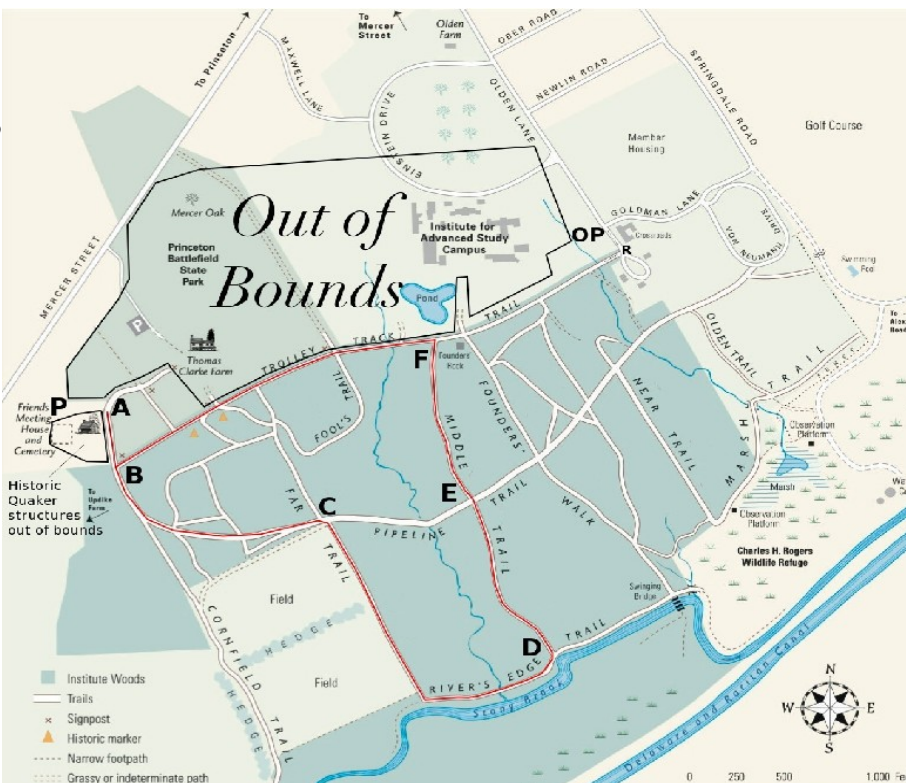 To
Mercer
Street
Olden
Farm
To Princeton
MAXWELL LANE
OBER ROAD
NEWLIN ROAD
SPRINGDALE ROAD
EINSTEIN DRIVE
OLDEN LANE
Golf Course
Member
Housing
Mercer Oak
Out of
Bounds
Princeton
Battlefield
State
Park
Institute for
Advanced Study
Campus
OP
R
GOLDMAN LANE
Crossroads
VON NEUMANN
DRIVE
Swimming
Pool
MERCER STREET
P
Pond
TROLLEY TRACK TRAIL
Thomas
Clarke Farm
Founders'
Rock
F
OLDEN TRAIL
To
P
A
Friends
Meeting
House
and
Cemetery
FOOL'S TRAIL
MIDDLE TRAIL
FOUNDERS' WALK
NEAR TRAIL
MARSH TRAIL
Observation
Platform
B
Historic
Quaker
structures
out of bounds
To
Updike
Farm
FAR TRAIL
C
E
PIPELINE TRAIL
Marsh
Observation
Platform
Charles H. Rogers
Wildlife Refuge
Field
HEDGE
Swinging
Bridge
CORNFIELD TRAIL
HEDGE
Field
D
RIVER'S EDGE TRAIL
Stony Brook
Delaware and Raritan Canal
Institute Woods
Trails
Signpost
Historic marker
Narrow footpath
Grassy or indeterminate path
N
W
E
S
0 250 500 1,000 Fe